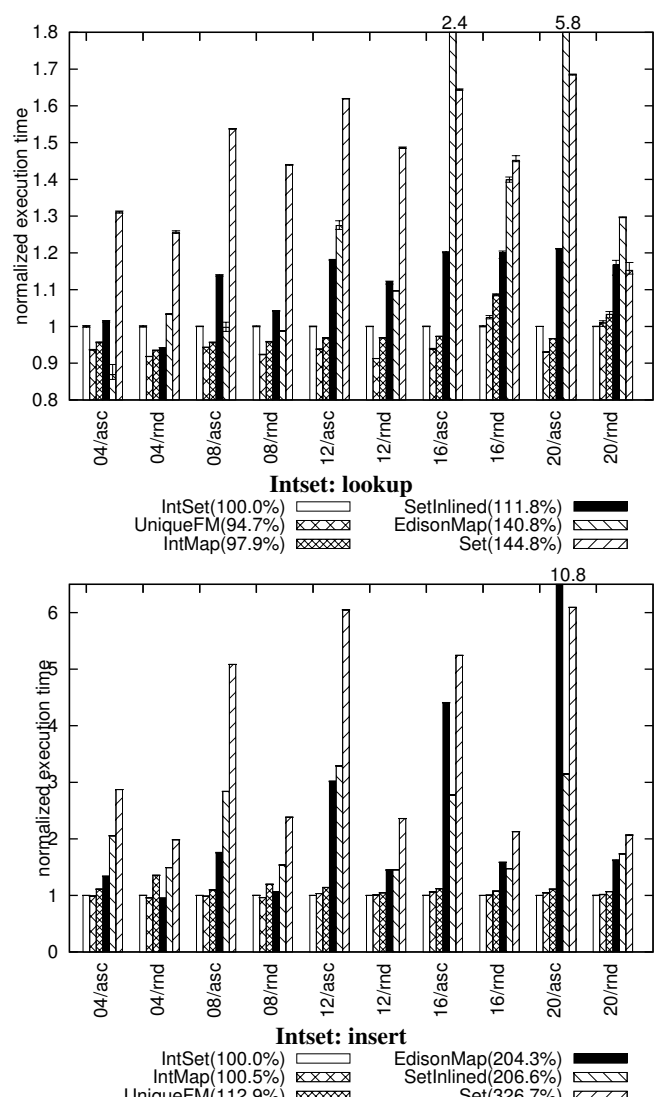 2.4 5.8
1.8
1.7
1.6
1.5
1.4
1.3
1.2
1.1
1
0.9
0.8
normalized execution time
04/asc 04/rnd 08/asc 08/rnd 12/asc 12/rnd 16/asc 16/rnd 20/asc 20/rnd
Intset: lookup
IntSet(100.0%) SetInlined(111.8%)
UniqueFM(94.7%) EdisonMap(140.8%)
IntMap(97.9%) Set(144.8%)
10.8
6
5
4
3
2
1
0
normalized execution time
04/asc 04/rnd 08/asc 08/rnd 12/asc 12/rnd 16/asc 16/rnd 20/asc 20/rnd
Intset: insert
IntSet(100.0%) EdisonMap(204.3%)
IntMap(100.5%) SetInlined(206.6%)
UniqueFM(112.9%) Set(326.7%)